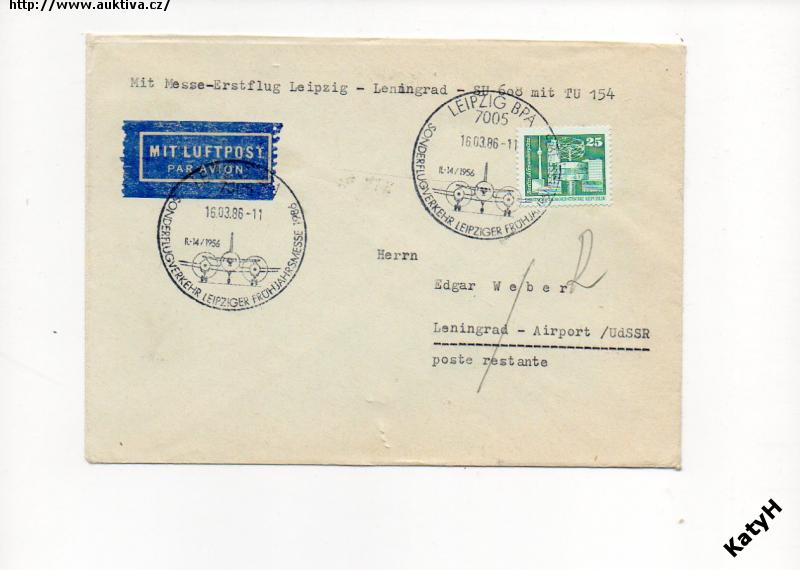 http://www.auktiva.cz/
Mit Messe-Erstflug Leipzig - Leningrad - SU 608 mit TU 154
MIT LUFTPOST
PAR AVION
LEIPZIG BPA
7005
16.03.86-11
IL-14/1956
SONDERFLUGVERKEHR LEIPZIGER FRÜHJAHRSMESSE
25
16.03.86-11
IL-14/1956
SONDERFLUGVERKEHR LEIPZIGER FRÜHJAHRSMESSE 1986
Herrn
Edgar Weber
Leningrad - Airport /UdSSR
poste restante
KatyH